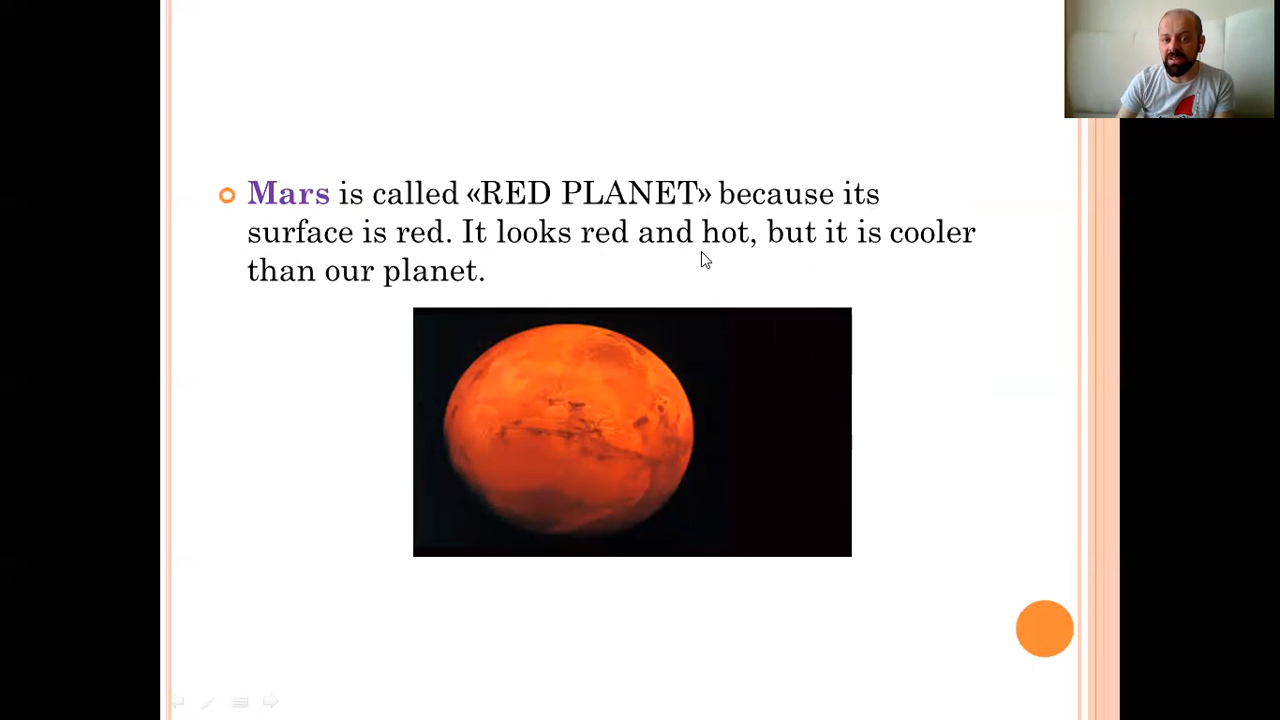 Mars is called «RED PLANET» because its
surface is red. It looks red and hot, but it is cooler
than our planet.